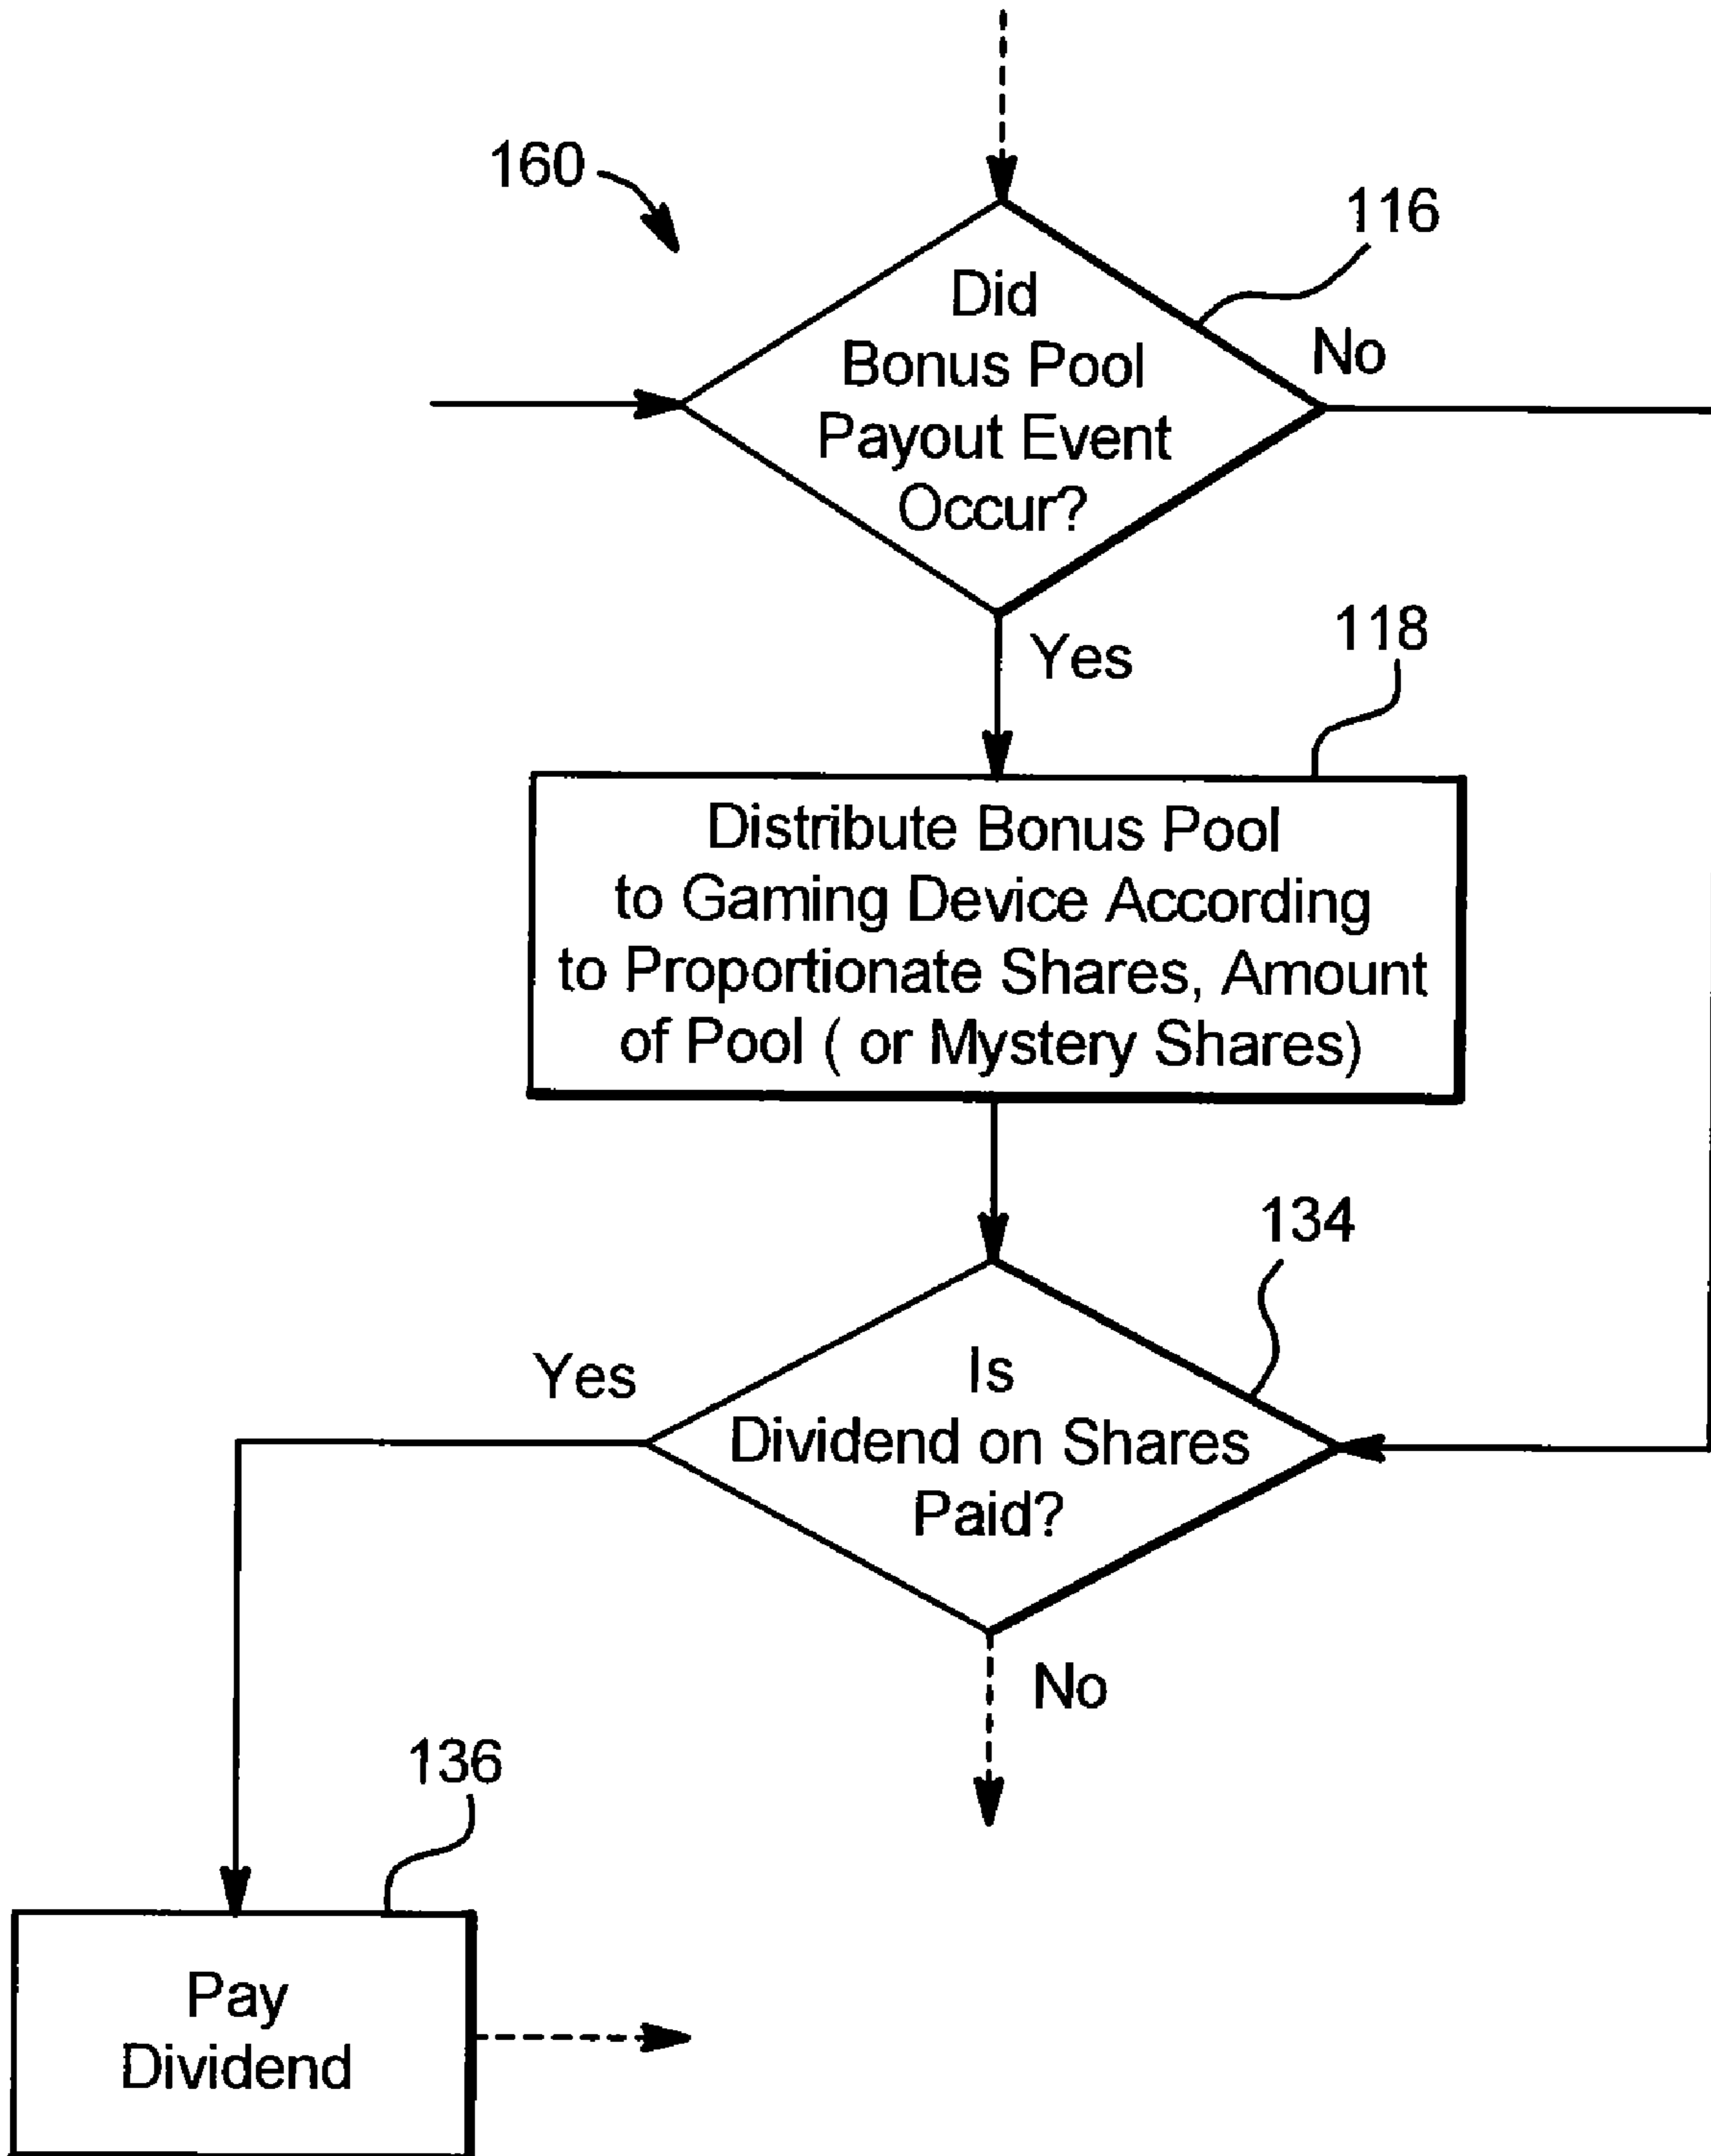 160
116
Did
Bonus Pool
Payout Event
Occur?
No
Yes
118
Distribute Bonus Pool
to Gaming Device According
to Proportionate Shares, Amount
of Pool ( or Mystery Shares)
134
Yes
Is
Dividend on Shares
Paid?
No
136
Pay
Dividend